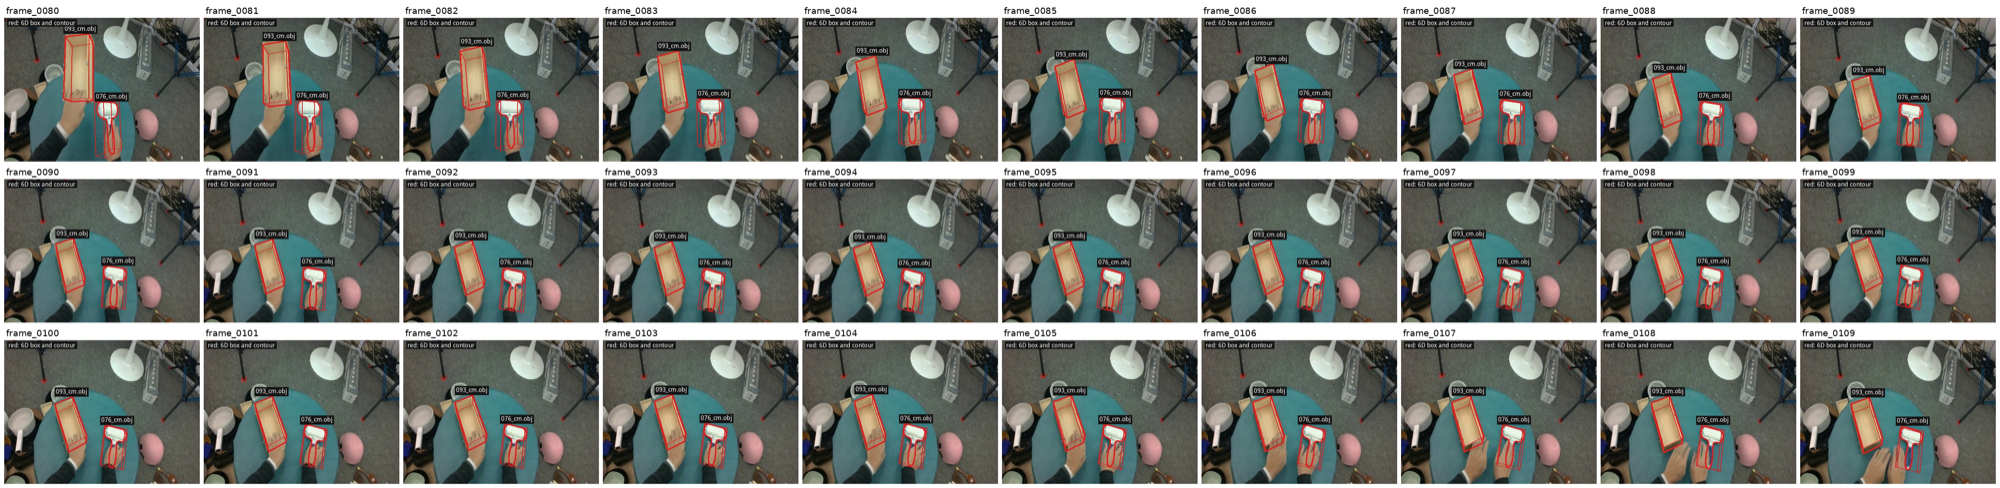 frame_0080 frame_0081 frame_0082 frame_0083 frame_0084 frame_0085 frame_0086 frame_0087 frame_0088 frame_0089
red: 6D box and contour red: 6D box and contour red: 6D box and contour red: 6D box and contour red: 6D box and contour red: 6D box and contour red: 6D box and contour red: 6D box and contour red: 6D box and contour red: 6D box and contour
093_cm.obj 093_cm.obj 093_cm.obj 093_cm.obj 093_cm.obj 093_cm.obj 093_cm.obj 093_cm.obj 093_cm.obj 093_cm.obj
076_cm.obj 076_cm.obj 076_cm.obj 076_cm.obj 076_cm.obj 076_cm.obj 076_cm.obj 076_cm.obj 076_cm.obj 076_cm.obj
frame_0090 frame_0091 frame_0092 frame_0093 frame_0094 frame_0095 frame_0096 frame_0097 frame_0098 frame_0099
red: 6D box and contour red: 6D box and contour red: 6D box and contour red: 6D box and contour red: 6D box and contour red: 6D box and contour red: 6D box and contour red: 6D box and contour red: 6D box and contour red: 6D box and contour
093_cm.obj 093_cm.obj 093_cm.obj 093_cm.obj 093_cm.obj 093_cm.obj 093_cm.obj 093_cm.obj 093_cm.obj 093_cm.obj
076_cm.obj 076_cm.obj 076_cm.obj 076_cm.obj 076_cm.obj 076_cm.obj 076_cm.obj 076_cm.obj 076_cm.obj 076_cm.obj
frame_0100 frame_0101 frame_0102 frame_0103 frame_0104 frame_0105 frame_0106 frame_0107 frame_0108 frame_0109
red: 6D box and contour red: 6D box and contour red: 6D box and contour red: 6D box and contour red: 6D box and contour red: 6D box and contour red: 6D box and contour red: 6D box and contour red: 6D box and contour red: 6D box and contour
093_cm.obj 093_cm.obj 093_cm.obj 093_cm.obj 093_cm.obj 093_cm.obj 093_cm.obj 093_cm.obj 093_cm.obj 093_cm.obj
076_cm.obj 076_cm.obj 076_cm.obj 076_cm.obj 076_cm.obj 076_cm.obj 076_cm.obj 076_cm.obj 076_cm.obj 076_cm.obj